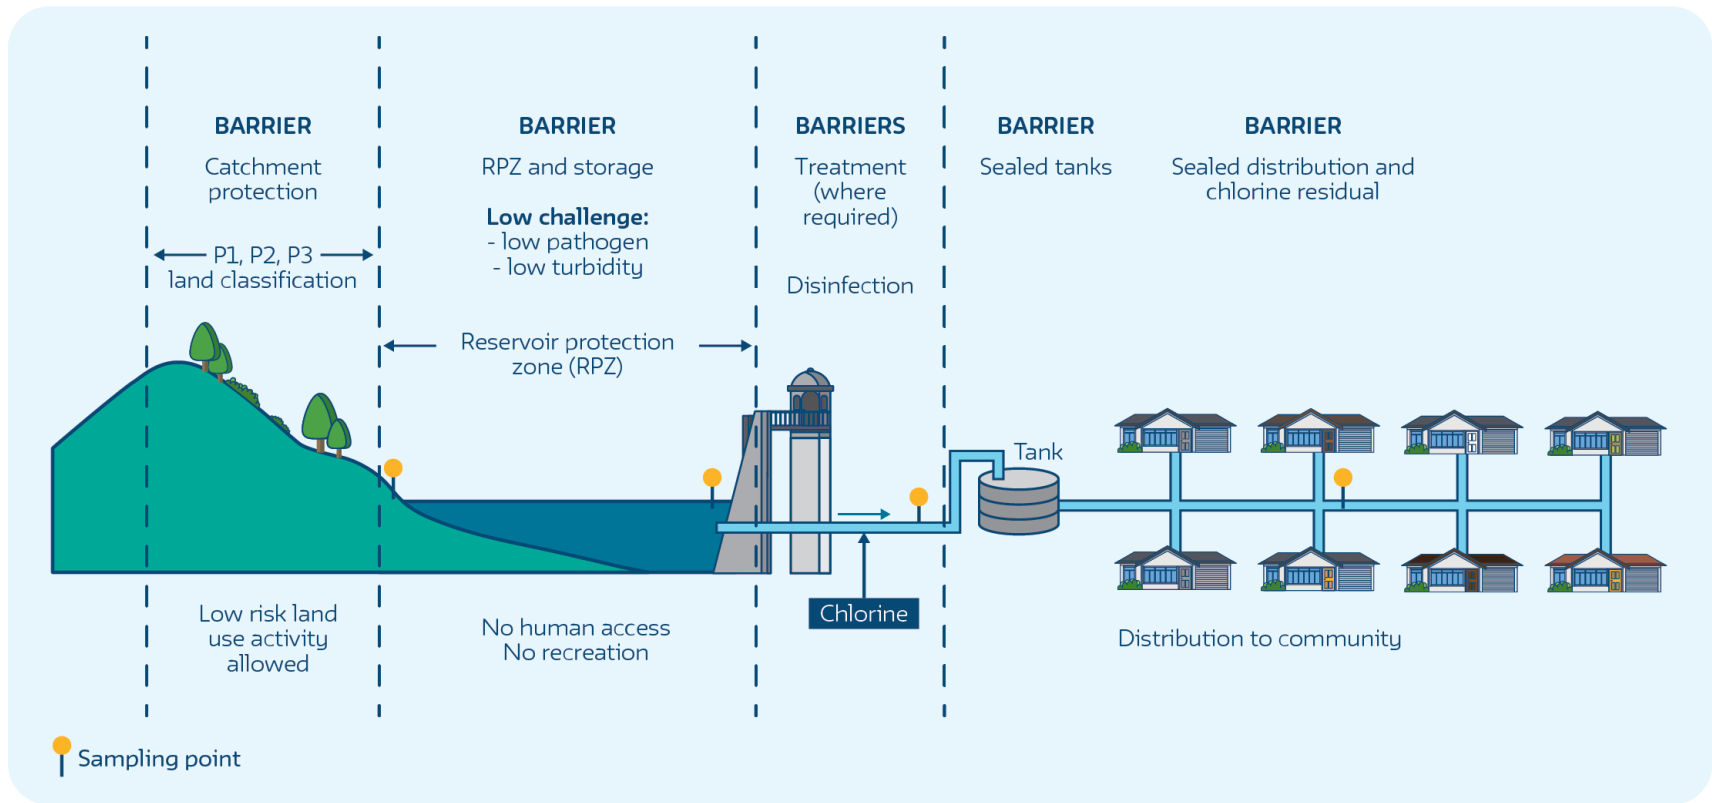 BARRIER
Catchment
protection
P1, P2, P3
land classification
BARRIER
RPZ and storage
Low challenge:
- low pathogen
- low turbidity
Reservoir protection
zone (RPZ)
BARRIERS
Treatment
(where
required)
Disinfection
BARRIER
Sealed tanks
BARRIER
Sealed distribution and
chlorine residual
Tank
Chlorine
Low risk land
use activity
allowed
No human access
No recreation
Distribution to community
Sampling point